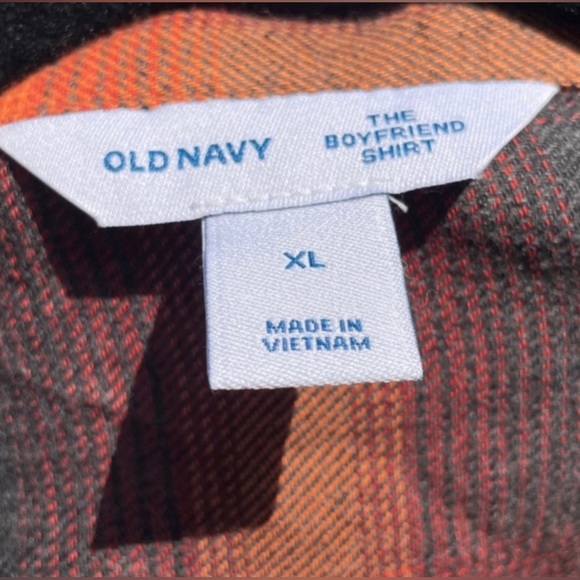 OLD NAVY
THE
BOYFRIEND
SHIRT
XL
MADE IN
VIETNAM